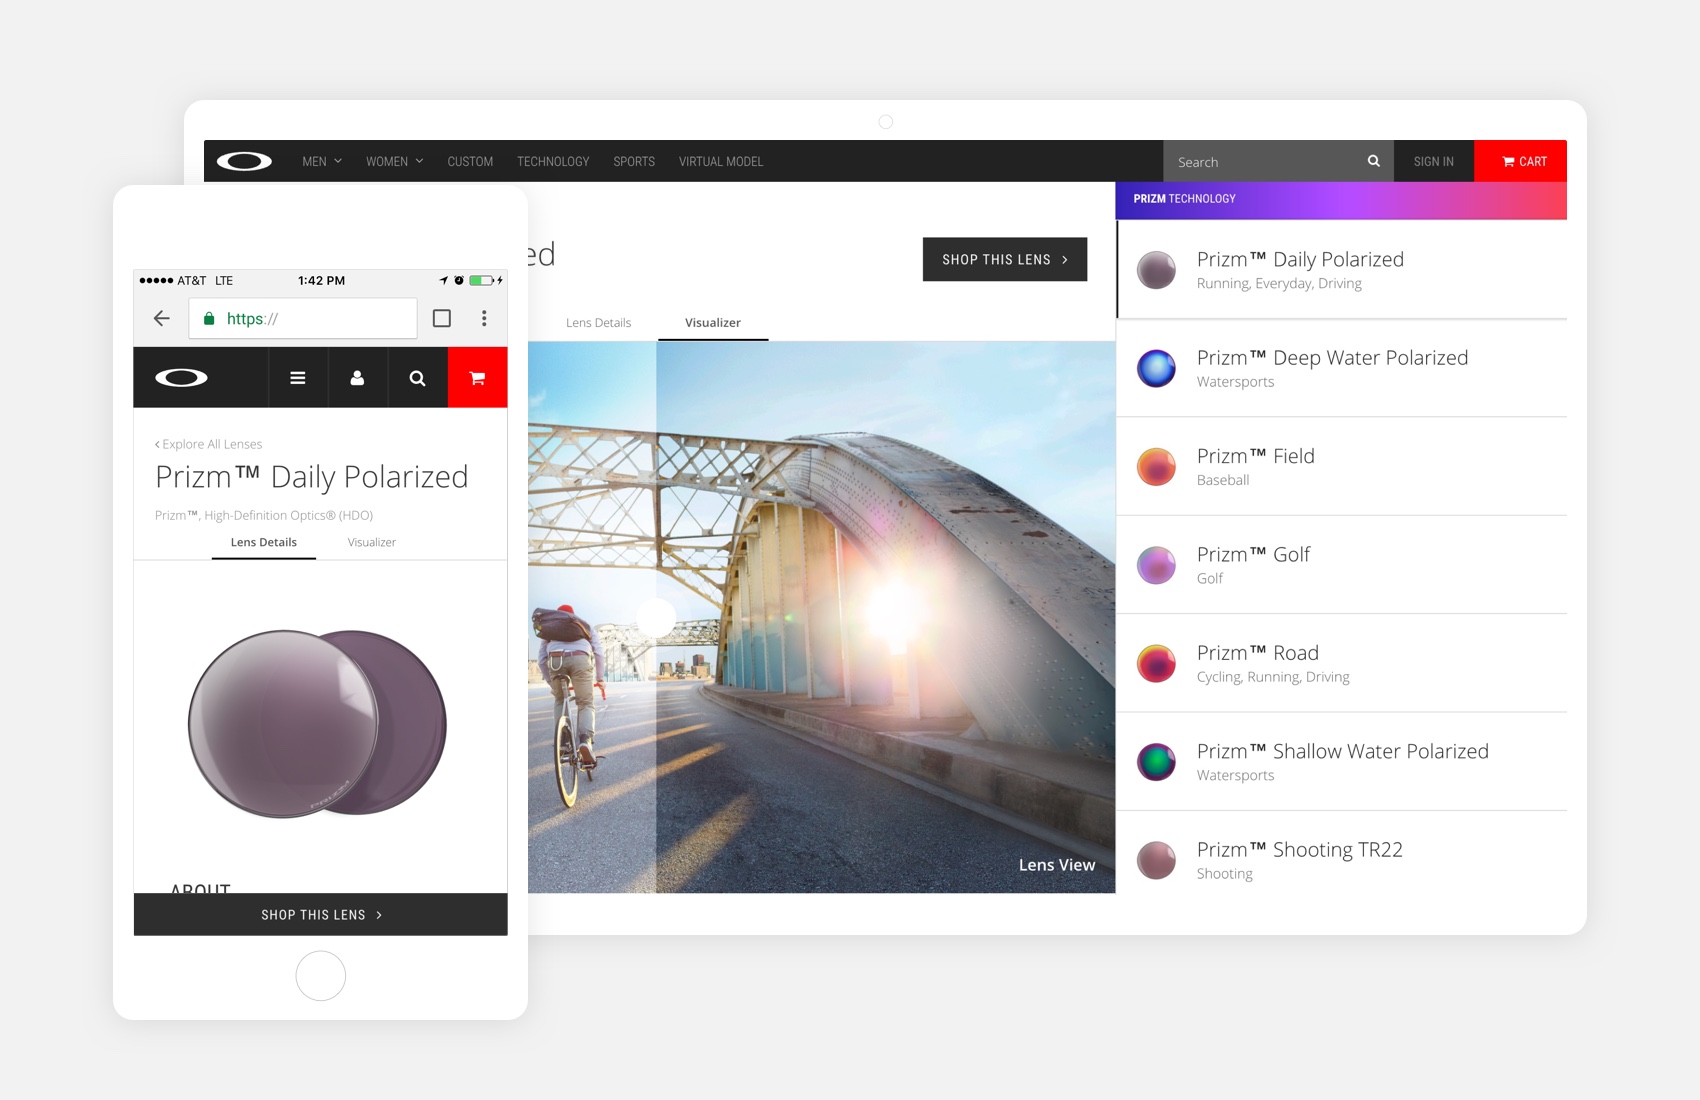 MEN
WOMEN
CUSTOM
TECHNOLOGY
SPORTS
VIRTUAL MODEL
Search
SIGN IN
CART
ed
SHOP THIS LENS
Lens Details
Visualizer
Lens View
PRIZM TECHNOLOGY
Prizm™ Daily Polarized
Running, Everyday, Driving
Prizm™ Deep Water Polarized
Watersports
Prizm™ Field
Baseball
Prizm™ Golf
Golf
Prizm™ Road
Cycling, Running, Driving
Prizm™ Shallow Water Polarized
Watersports
Prizm™ Shooting TR22
Shooting
AT&T LTE
1:42 PM
https://
Explore All Lenses
Prizm™ Daily Polarized
Prizm™, High-Definition Optics® (HDO)
Lens Details
Visualizer
PRIZM
ABOUT
SHOP THIS LENS